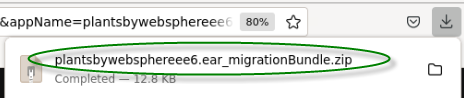 &appName=plantsbywebsphereee6
80%
plantsbywebsphereee6.ear_migrationBundle.zip
Completed — 12.8 KB